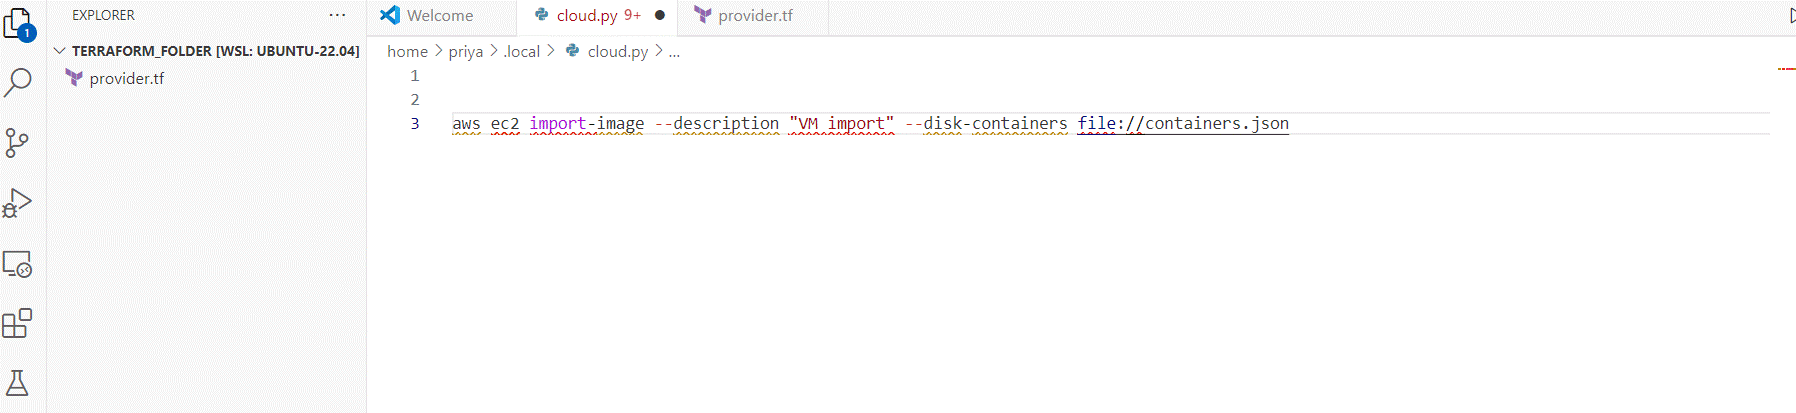 EXPLORER ...
TERRAFORM_FOLDER [WSL: UBUNTU-22.04]
provider.tf
1
Welcome
cloud.py 9+
provider.tf
home > priya > .local > cloud.py > ...
1
2
3 aws ec2 import-image --description "VM import" --disk-containers file://containers.json